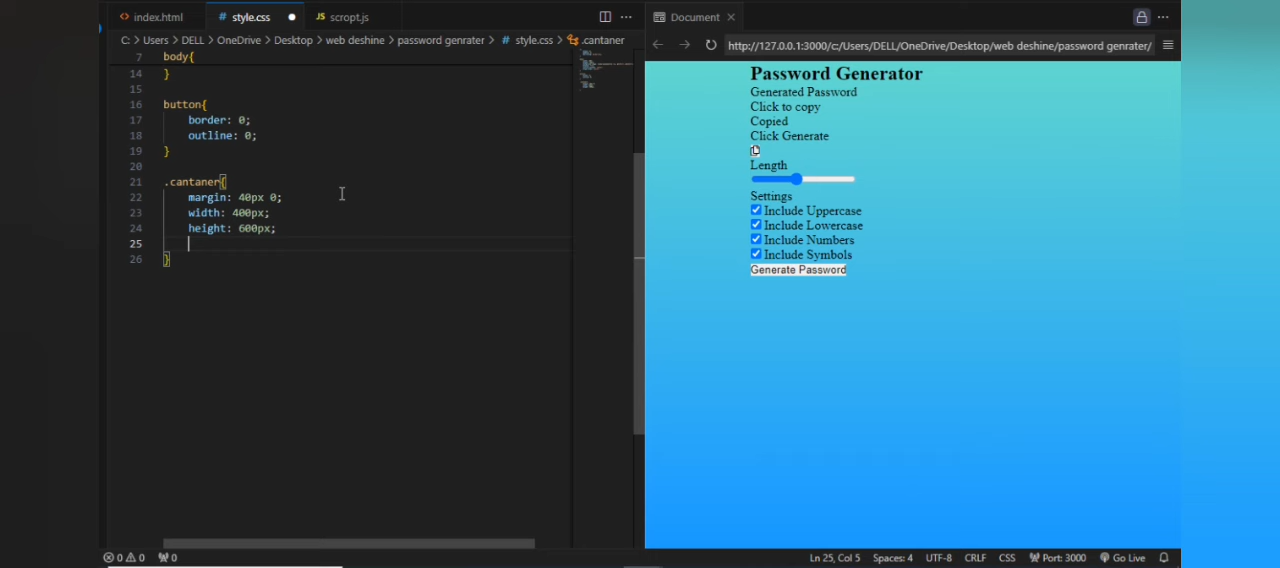 index.html
style.css
JS scropt.js
C: > Users > DELL > OneDrive > Desktop > web deshine > password genrater > # style.css > .cantaner
7 body{
14 }
15
16 button{
17 border: 0;
18 outline: 0;
19 }
20
21 .cantaner{
22 margin: 40px 0;
23 width: 400px;
24 height: 600px;
25
26 }
0 0 0
Ln 25, Col 5 Spaces: 4 UTF-8 CRLF CSS Port: 3000 Go Live
Document
http://127.0.0.1:3000/c:/Users/DELL/OneDrive/Desktop/web deshine/password genrater/
Password Generator
Generated Password
Click to copy
Copied
Click Generate
Length
Settings
Include Uppercase
Include Lowercase
Include Numbers
Include Symbols
Generate Password